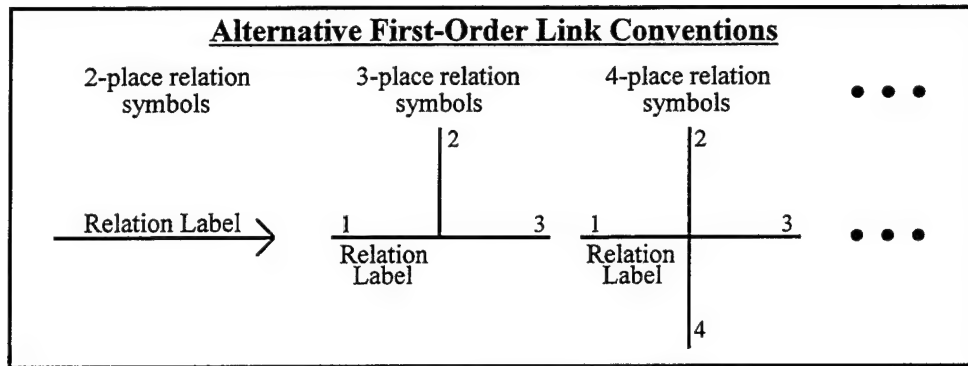 Alternative First-Order Link Conventions
2-place relation
symbols
3-place relation
symbols
4-place relation
symbols
• • •
2
2
Relation Label
1
3
1
3
• • •
Relation
Label
Relation
Label
4